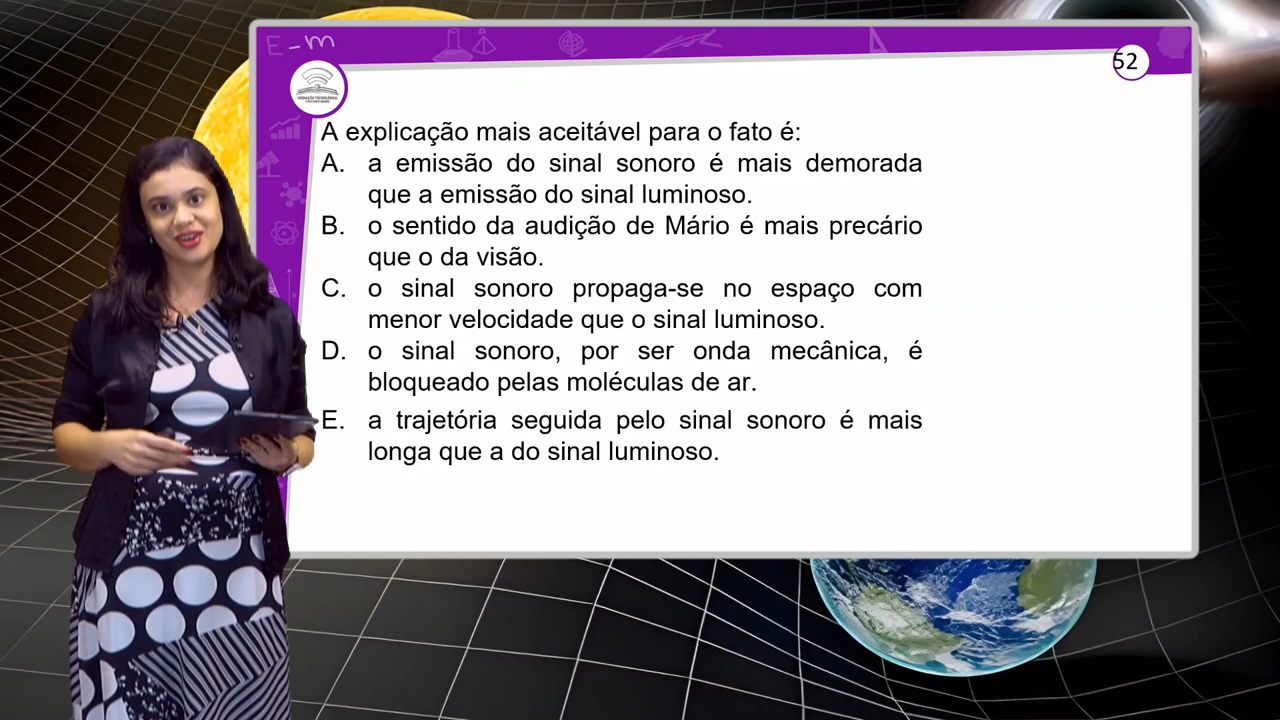 E-m
52
A explicação mais aceitável para o fato é:
A. a emissão do sinal sonoro é mais demorada
que a emissão do sinal luminoso.
B. o sentido da audição de Mário é mais precário
que o da visão.
C. o sinal sonoro propaga-se no espaço com
menor velocidade que o sinal luminoso.
D. o sinal sonoro, por ser onda mecânica, é
bloqueado pelas moléculas de ar.
E. a trajetória seguida pelo sinal sonoro é mais
longa que a do sinal luminoso.